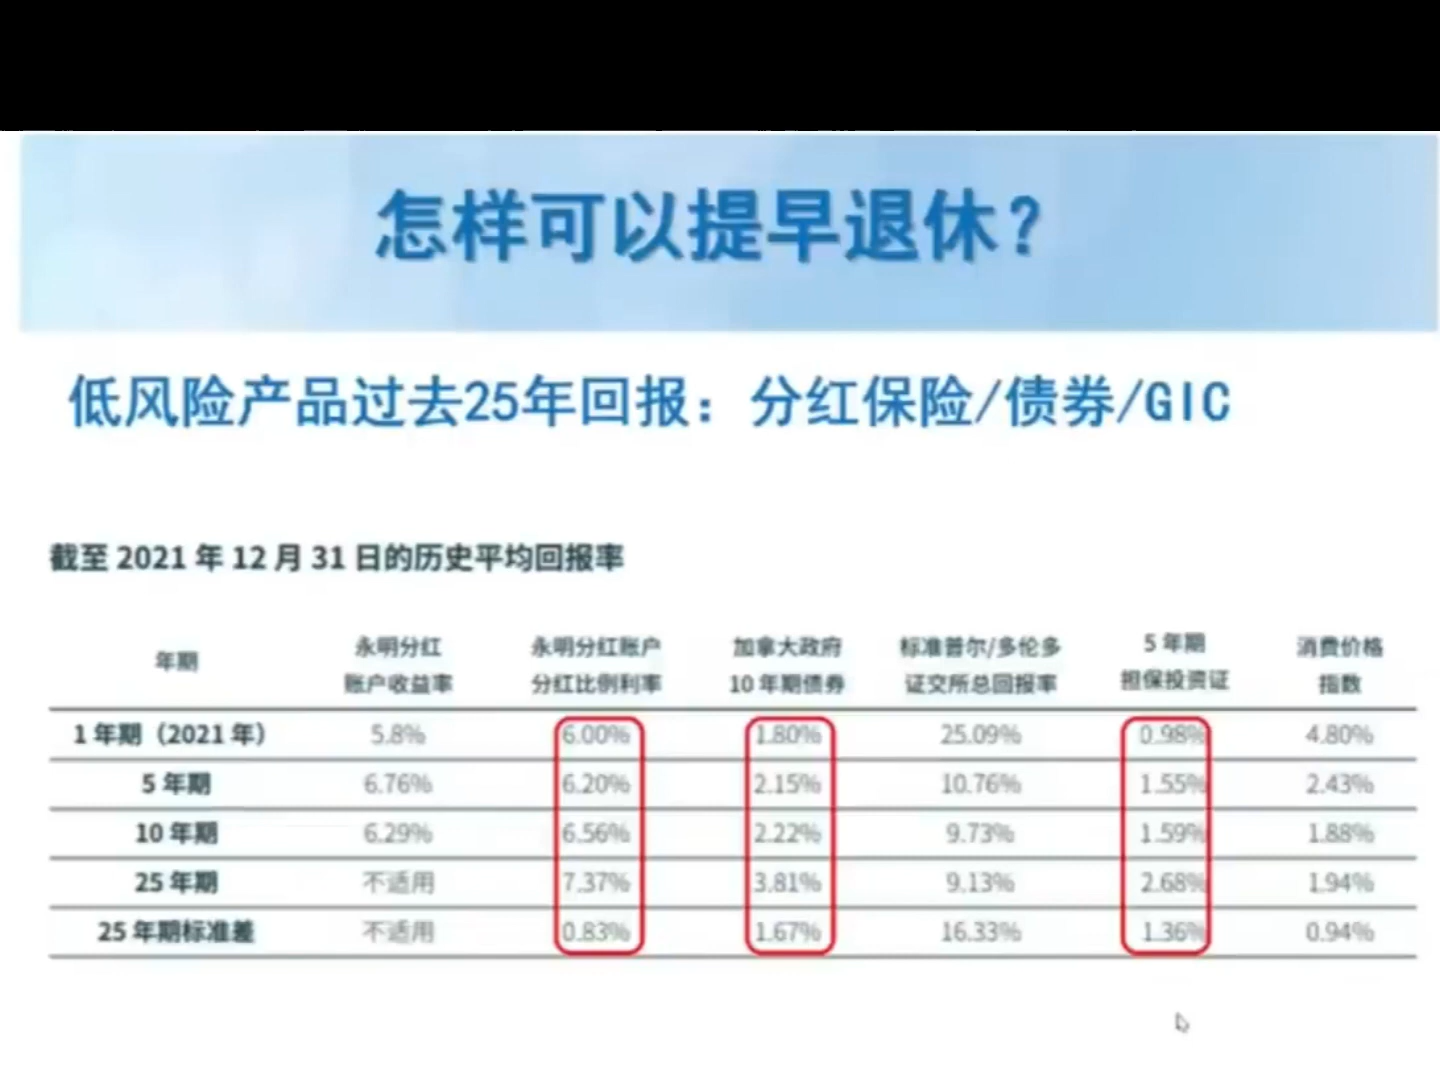 怎样可以提早退休？
低风险产品过去25年回报：分红保险/债券/GIC
截至 2021 年 12 月 31 日的历史平均回报率
年期 永明分红账户收益率 永明分红账户分红比例利率 加拿大政府10 年期债券 标准普尔/多伦多证交所总回报率 5 年期担保投资证 消费价格指数
1 年期（2021 年） 5.8% 6.00% 1.80% 25.09% 0.98% 4.80%
5 年期 6.76% 6.20% 2.15% 10.76% 1.55% 2.43%
10 年期 6.29% 6.56% 2.22% 9.73% 1.59% 1.88%
25 年期 不适用 7.37% 3.81% 9.13% 2.68% 1.94%
25 年期标准差 不适用 0.83% 1.67% 16.33% 1.36% 0.94%